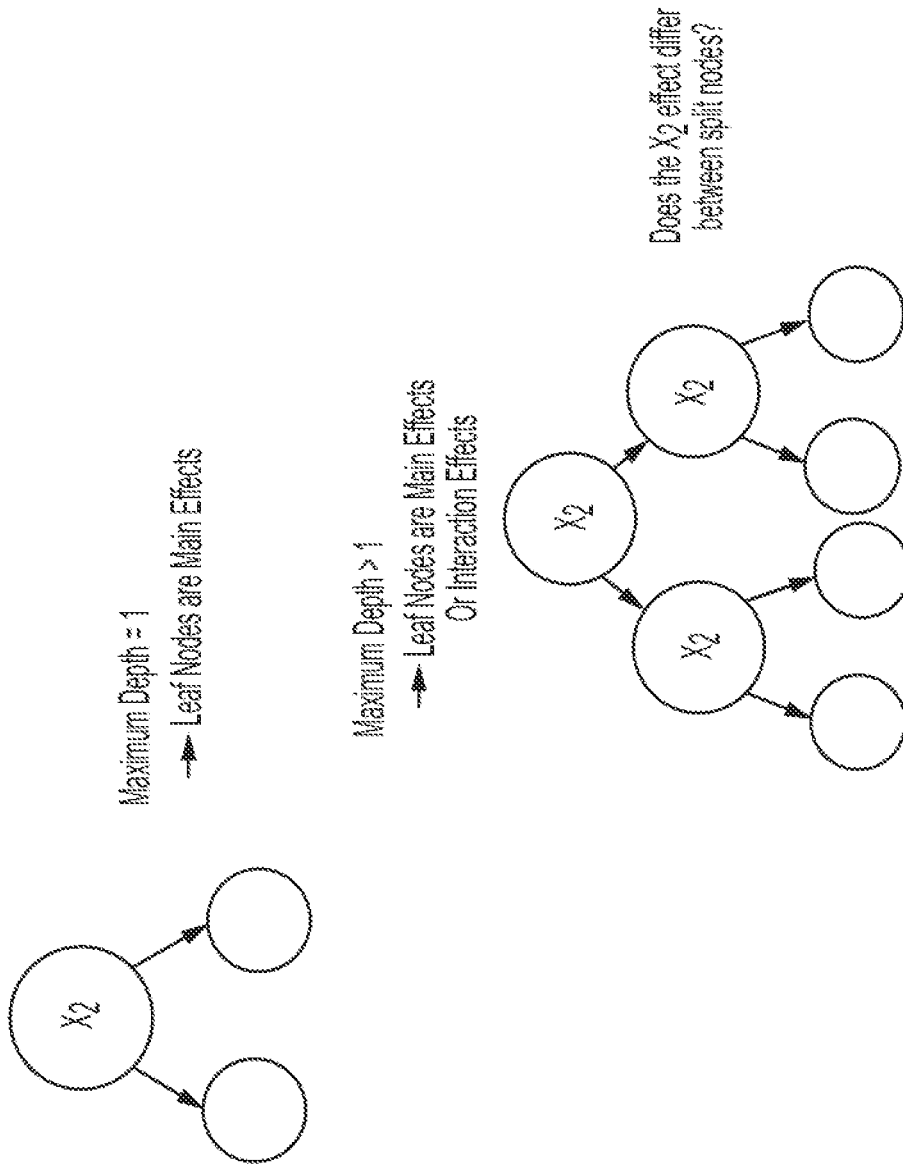 Maximum Depth = 1
→ Leaf Nodes are Main Effects
X2
Maximum Depth > 1
→ Leaf Nodes are Main Effects
Or Interaction Effects
X2
X2
X2
Does the X2 effect differ
between split nodes?